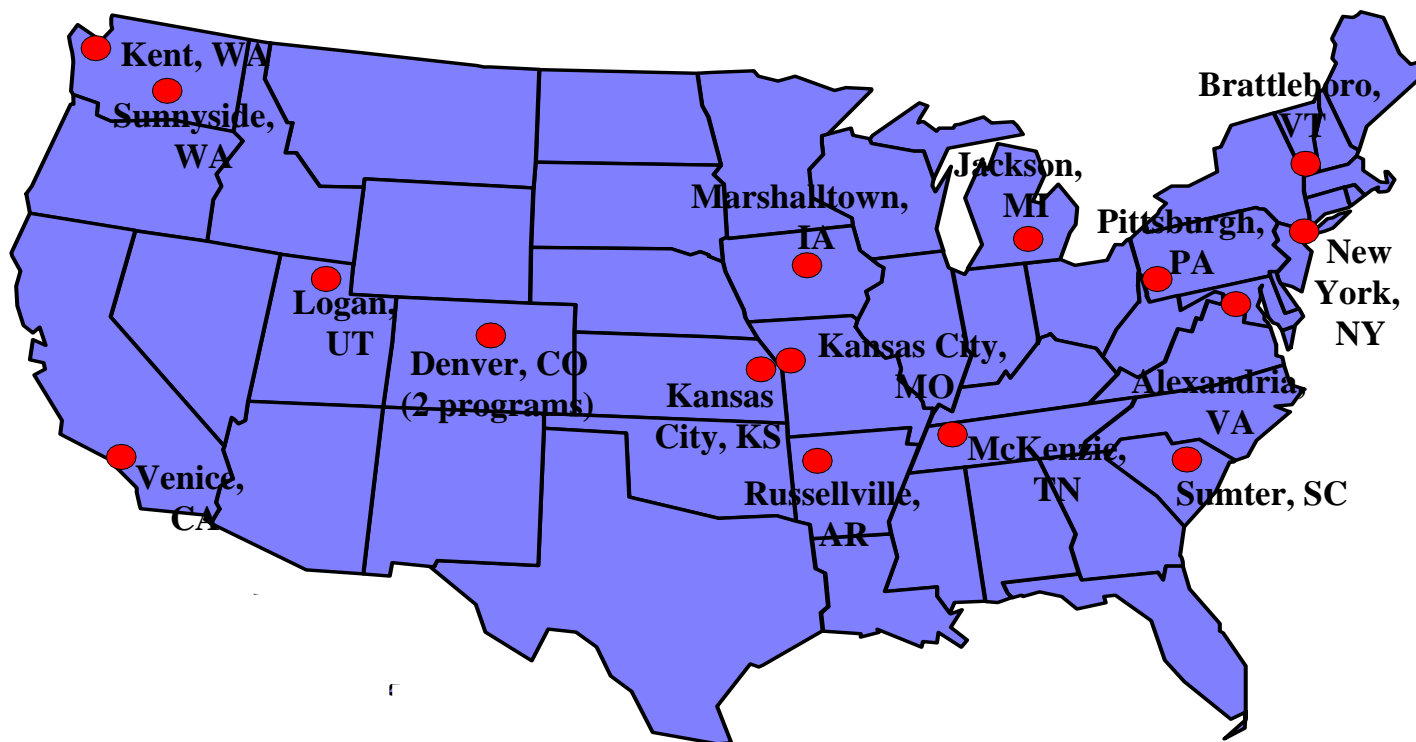 Kent, WA
Sunnyside,
WA
Brattleboro,
VT
Jackson,
MI
Marshalltown,
IA
Pittsburgh,
PA
New
York,
NY
Logan,
UT
Denver, CO
(2 programs)
Kansas City,
MO
Kansas
City, KS
Alexandria,
VA
McKenzie,
TN
Venice,
CA
Russellville,
AR
Sumter, SC